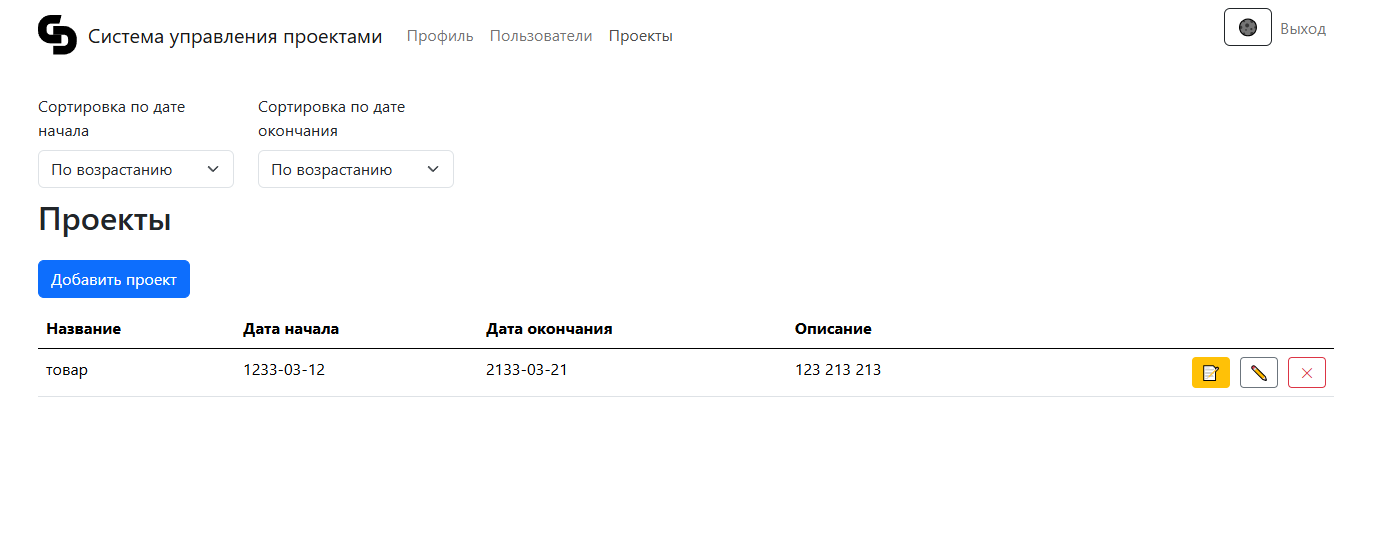 Система управления проектами Профиль Пользователи Проекты Выход
Сортировка по дате начала
Сортировка по дате окончания
По возрастанию По возрастанию
Проекты
Добавить проект
Название Дата начала Дата окончания Описание
товар 1233-03-12 2133-03-21 123 213 213